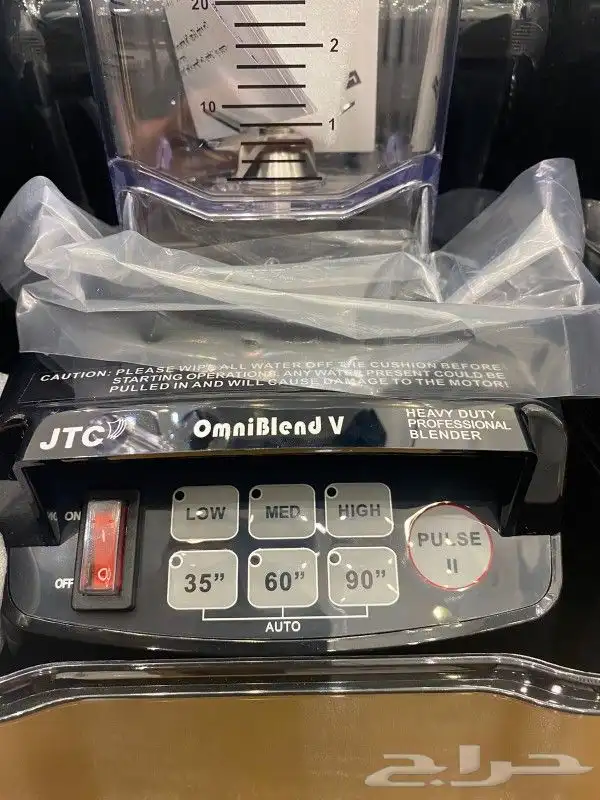 20
2
10
1
CAUTION: PLEASE WIPE ALL WATER OFF THE CUSHION BEFORE
STARTING OPERATIONS. ANY WATER PRESENT COULD BE
PULLED IN AND WILL CAUSE DAMAGE TO THE MOTOR!
JTC
OmniBlend V
HEAVY DUTY
PROFESSIONAL
BLENDER
ON
LOW MED HIGH
PULSE
II
OFF
35” 60” 90”
AUTO
حراج